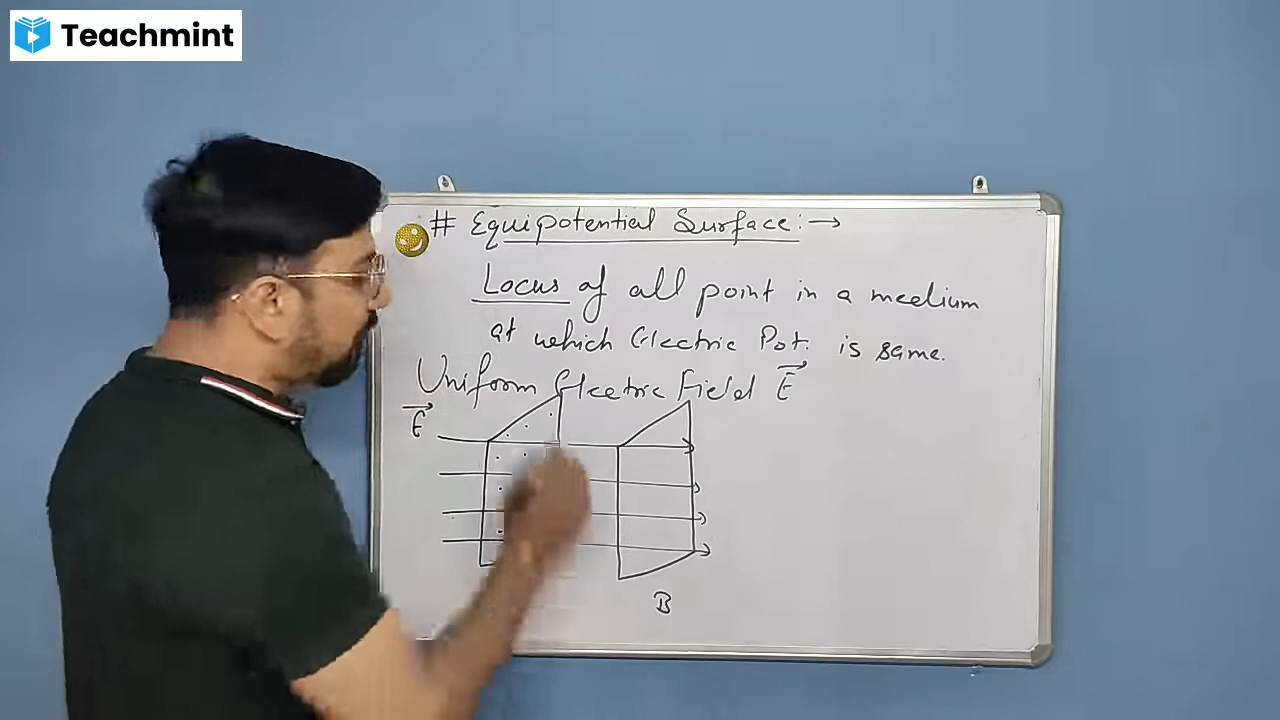 Teachmint
# Equipotential Surface: →
Locus of all point in a medium
at which Electric Pot. is same.
Uniform Electric Field E
E
B